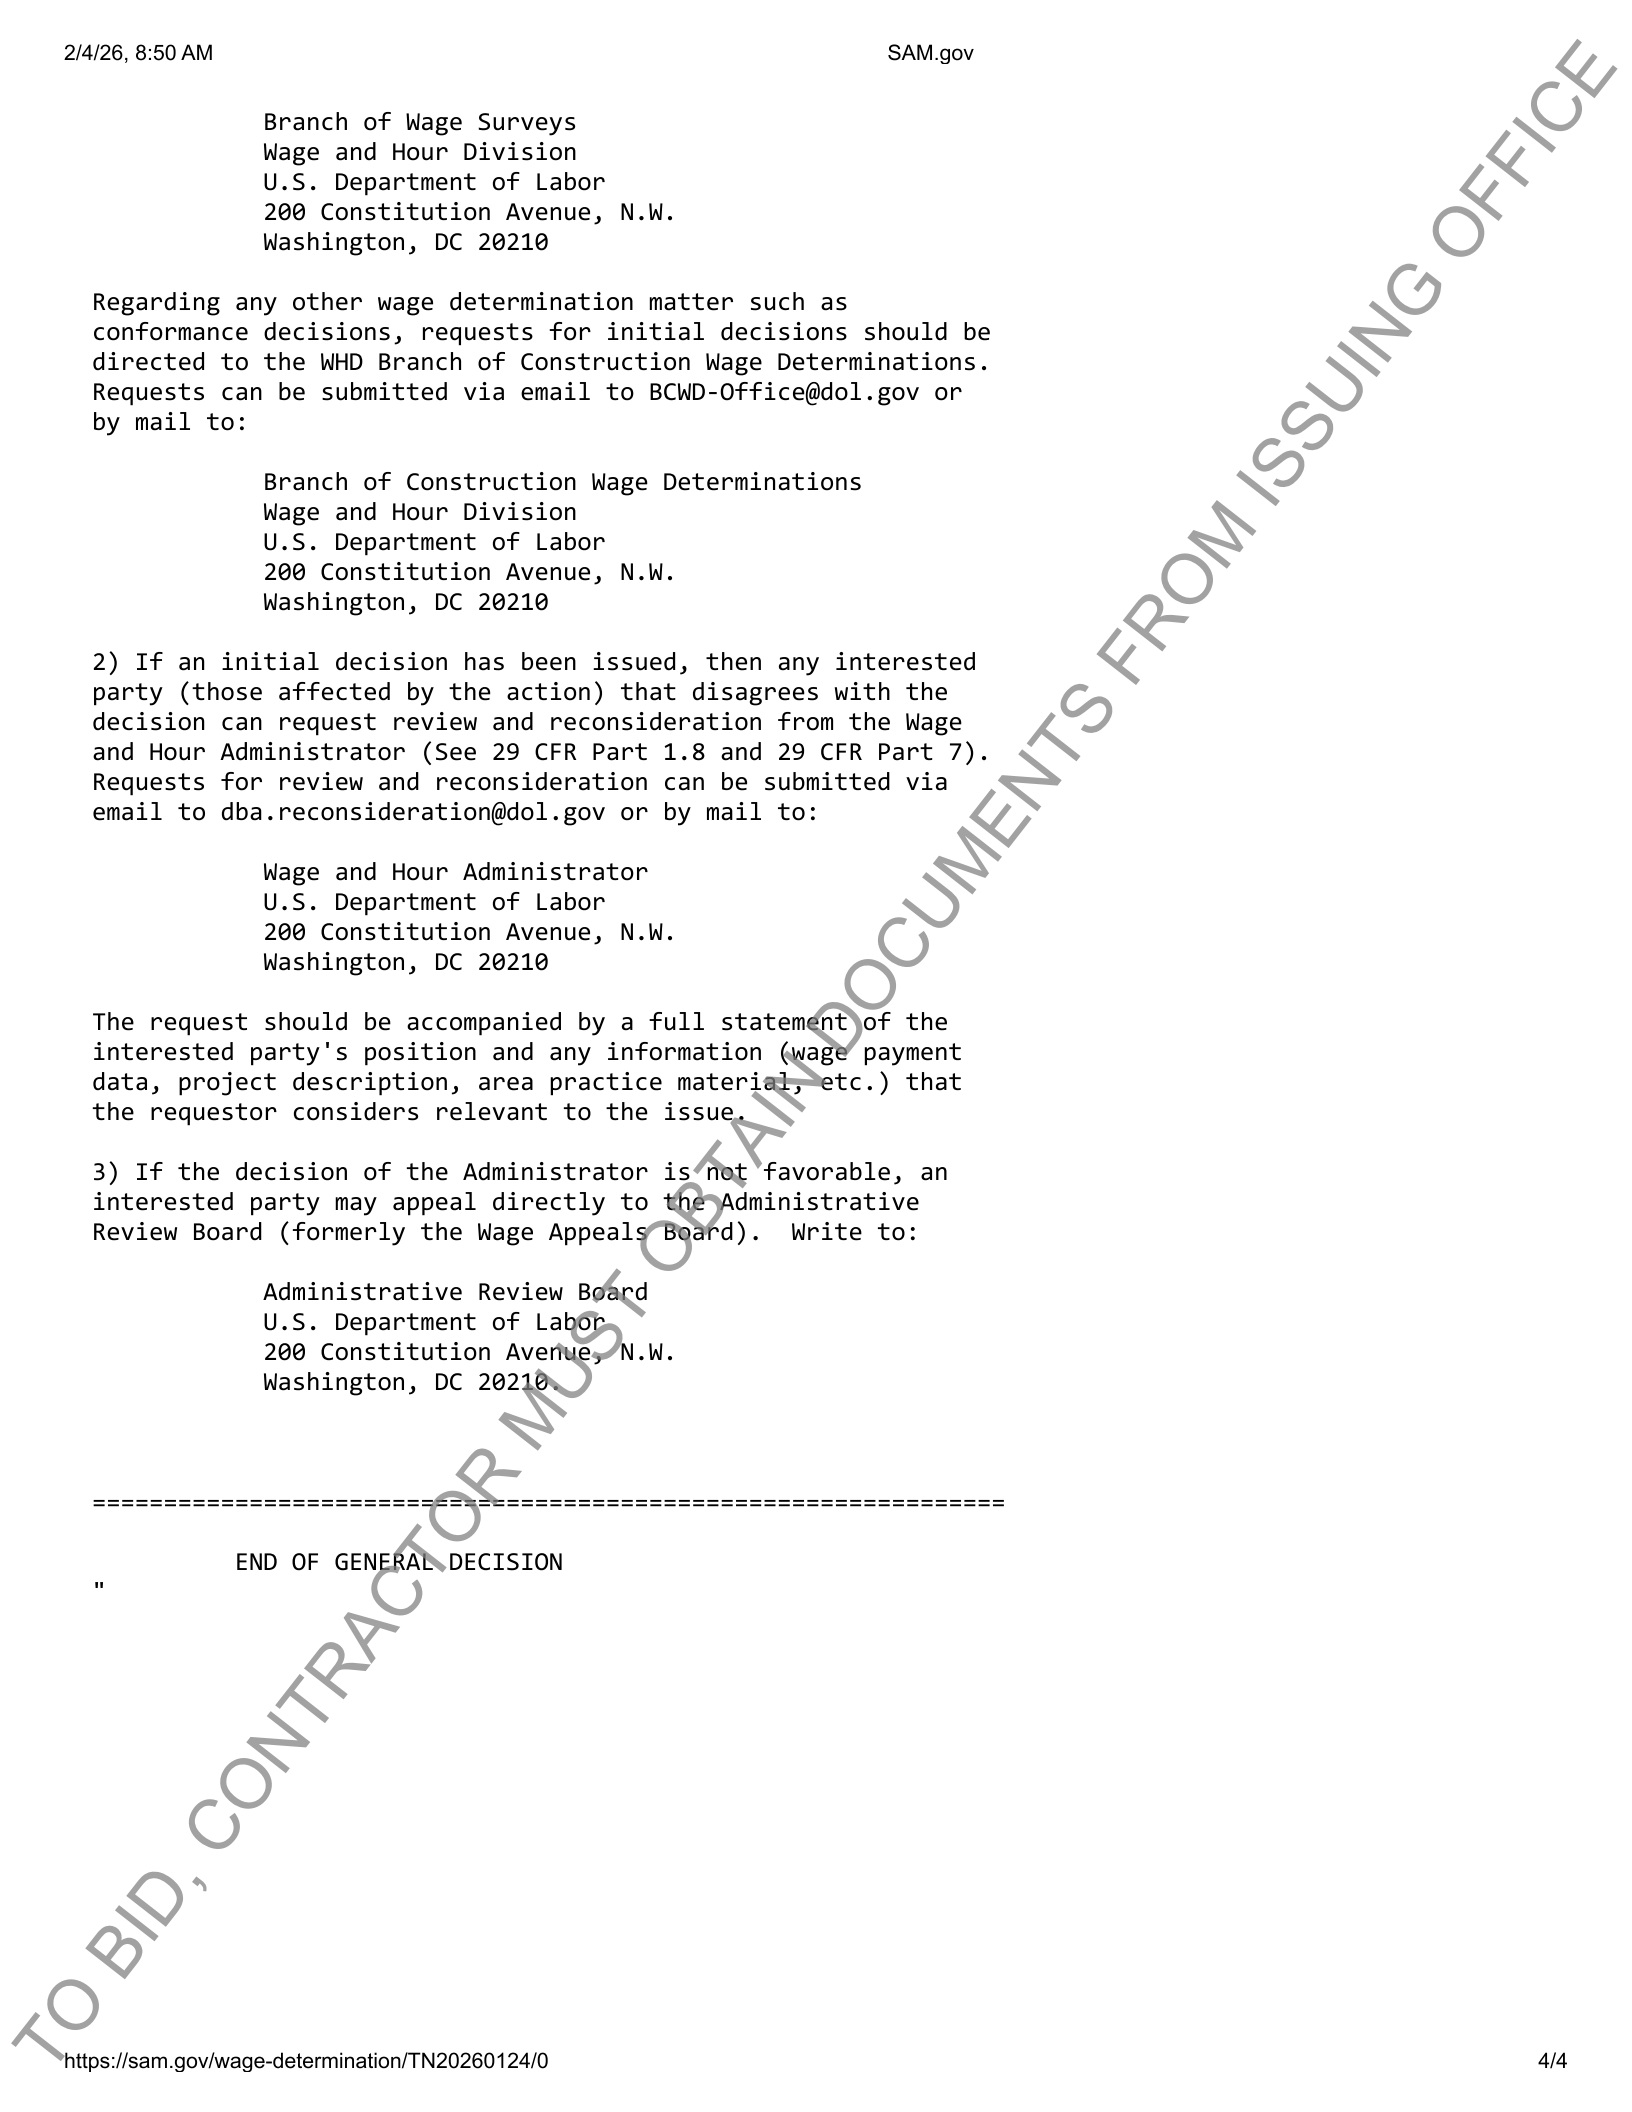 2/4/26, 8:50 AM
SAM.gov
Branch of Wage Surveys
Wage and Hour Division
U.S. Department of Labor
200 Constitution Avenue, N.W.
Washington, DC 20210
Regarding any other wage determination matter such as
conformance decisions, requests for initial decisions should be
directed to the WHD Branch of Construction Wage Determinations.
Requests can be submitted via email to BCWD-Office@dol.gov or
by mail to:
Branch of Construction Wage Determinations
Wage and Hour Division
U.S. Department of Labor
200 Constitution Avenue, N.W.
Washington, DC 20210
2) If an initial decision has been issued, then any interested
party (those affected by the action) that disagrees with the
decision can request review and reconsideration from the Wage
and Hour Administrator (See 29 CFR Part 1.8 and 29 CFR Part 7).
Requests for review and reconsideration can be submitted via
email to dba.reconsideration@dol.gov or by mail to:
Wage and Hour Administrator
U.S. Department of Labor
200 Constitution Avenue, N.W.
Washington, DC 20210
The request should be accompanied by a full statement of the
interested party's position and any information (wage payment
data, project description, area practice material, etc.) that
the requestor considers relevant to the issue.
3) If the decision of the Administrator is not favorable, an
interested party may appeal directly to the Administrative
Review Board (formerly the Wage Appeals Board).  Write to:
Administrative Review Board
U.S. Department of Labor
200 Constitution Avenue, N.W.
Washington, DC 20210.
================================================================
END OF GENERAL DECISION
"
TO BID, CONTRACTOR MUST OBTAIN DOCUMENTS FROM ISSUING OFFICE
https://sam.gov/wage-determination/TN20260124/0
4/4